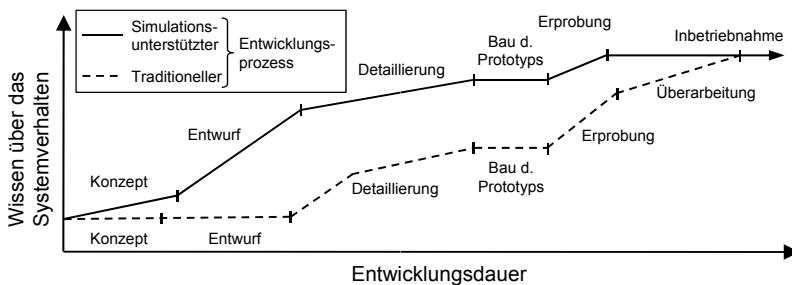 Simulations-
unterstützter
Traditioneller
Entwicklungs-
prozess
Wissen über das
Systemverhalten
Konzept
Entwurf
Detaillierung
Bau d.
Prototyps
Erprobung
Inbetriebnahme
Konzept
Entwurf
Detaillierung
Bau d.
Prototyps
Erprobung
Überarbeitung
Entwicklungsdauer